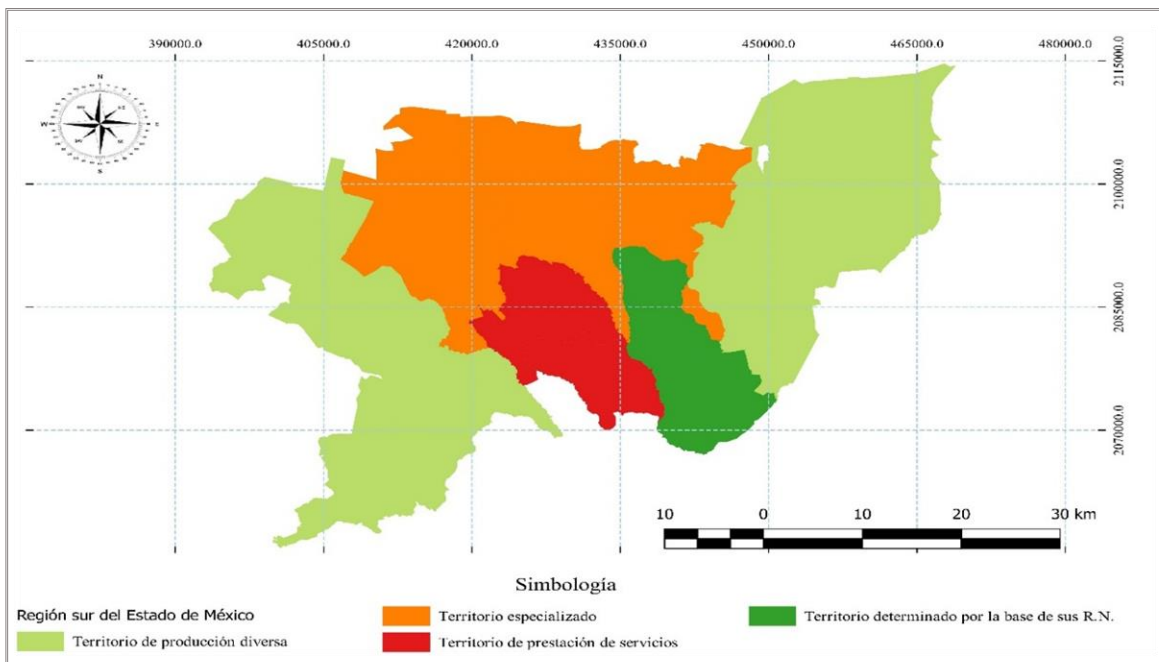 390000.0 405000.0 420000.0 435000.0 450000.0 465000.0 480000.0
2115000.0
2100000.0
2085000.0
2070000.0
N
W
S
10 0 10 20 30 km
Simbología
Región sur del Estado de México
Territorio de producción diversa
Territorio especializado
Territorio de prestación de servicios
Territorio determinado por la base de sus R.N.